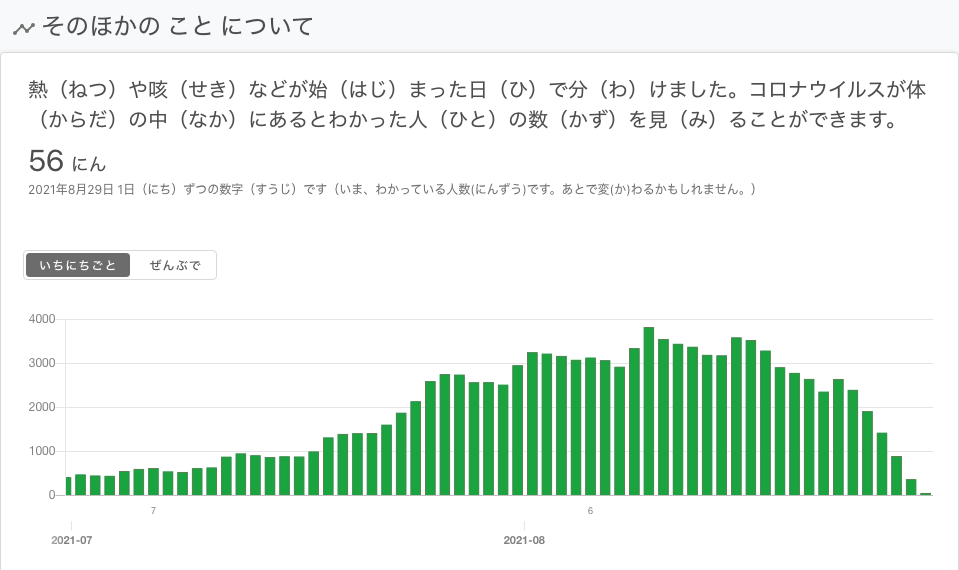 そのほかの こと について
熱（ねつ）や咳（せき）などが始（はじ）まった日（ひ）で分（わ）けました。コロナウイルスが体
（からだ）の中（なか）にあるとわかった人（ひと）の数（かず）を見（み）ることができます。
56 にん
2021年8月29日 1日（にち）ずつの数字（すうじ）です（いま、わかっている人数(にんずう)です。あとで変(か)わるかもしれません。）
いちにちごと ぜんぶで
4000
3000
2000
1000
0
7 6
2021-07 2021-08